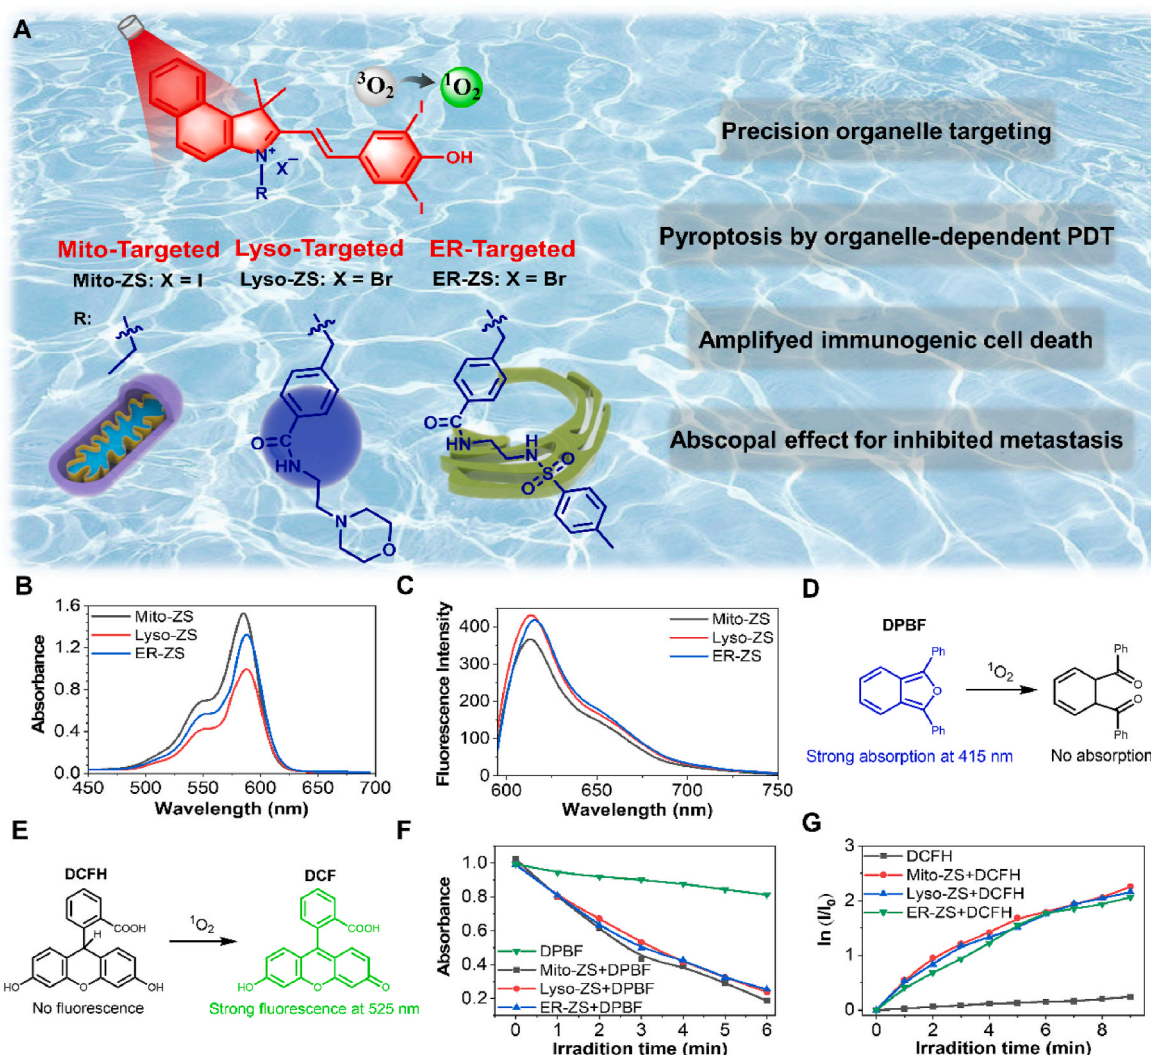 A
³O₂
¹O₂
I
OH
N⁺
X⁻
R
I
Precision organelle targeting
Pyroptosis by organelle-dependent PDT
Amplifyed immunogenic cell death
Abscopal effect for inhibited metastasis
Mito-Targeted
Lyso-Targeted
ER-Targeted
Mito-ZS: X = I
Lyso-ZS: X = Br
ER-ZS: X = Br
R:
O
N
H
N
O
O
NH
H
N
O
S
O
B
Absorbance
1.6
1.2
0.8
0.4
0.0
Mito-ZS
Lyso-ZS
ER-ZS
450 500 550 600 650 700
Wavelength (nm)
C
Fluorescence Intensity
400
300
200
100
0
Mito-ZS
Lyso-ZS
ER-ZS
600 650 700 750
Wavelength (nm)
D
DPBF
Ph
O
Ph
¹O₂
Ph
O
O
Ph
Strong absorption at 415 nm
No absorption
E
DCFH
H
COOH
HO
O
OH
No fluorescence
¹O₂
DCF
COOH
HO
O
O
Strong fluorescence at 525 nm
F
Absorbance
1.0
0.8
0.6
0.4
0.2
DPBF
Mito-ZS+DPBF
Lyso-ZS+DPBF
ER-ZS+DPBF
0 1 2 3 4 5 6
Irradition time (min)
G
ln (I/I₀)
3
2
1
0
DCFH
Mito-ZS+DCFH
Lyso-ZS+DCFH
ER-ZS+DCFH
0 2 4 6 8
Irradition time (min)